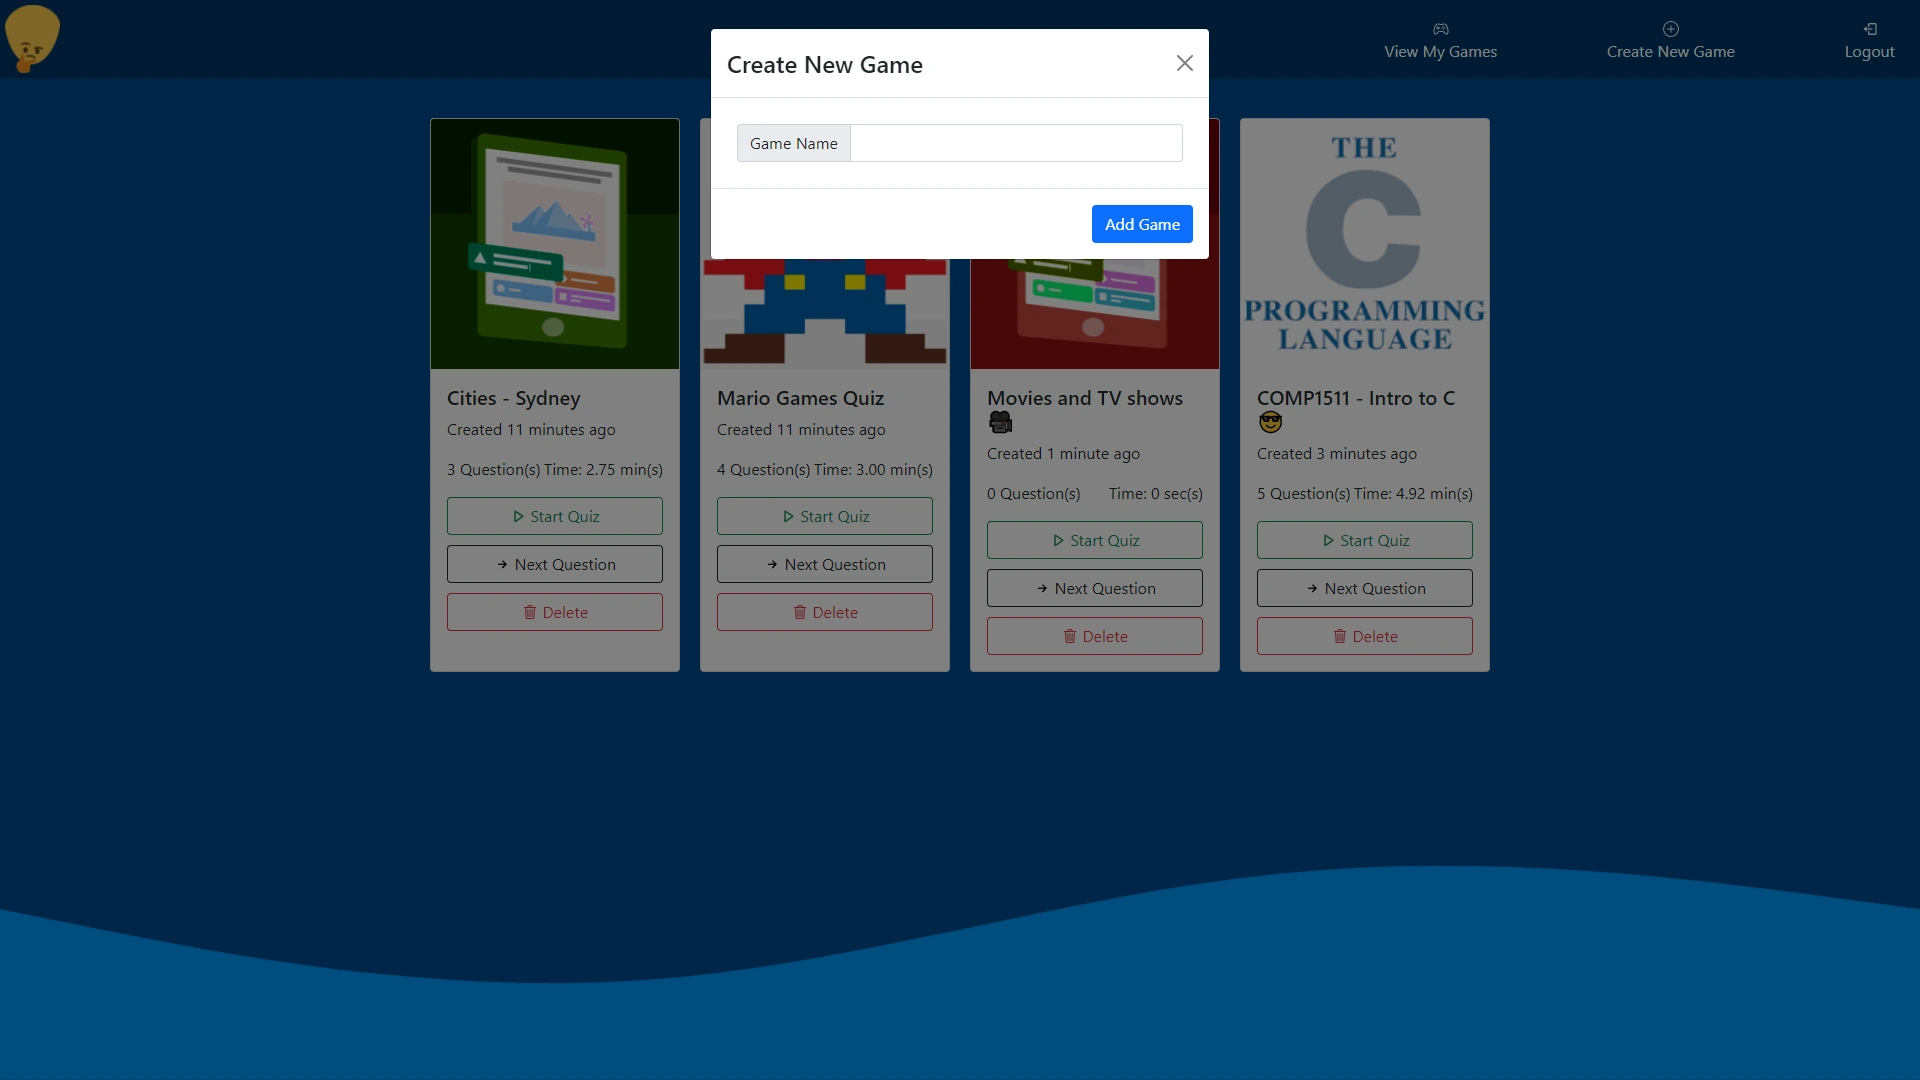 View My Games
Create New Game
Logout
Create New Game
Game Name
Add Game
THE
C
PROGRAMMING
LANGUAGE
Cities - Sydney
Created 11 minutes ago
3 Question(s) Time: 2.75 min(s)
Start Quiz
Next Question
Delete
Mario Games Quiz
Created 11 minutes ago
4 Question(s) Time: 3.00 min(s)
Start Quiz
Next Question
Delete
Movies and TV shows
🎥
Created 1 minute ago
0 Question(s) Time: 0 sec(s)
Start Quiz
Next Question
Delete
COMP1511 - Intro to C
😎
Created 3 minutes ago
5 Question(s) Time: 4.92 min(s)
Start Quiz
Next Question
Delete